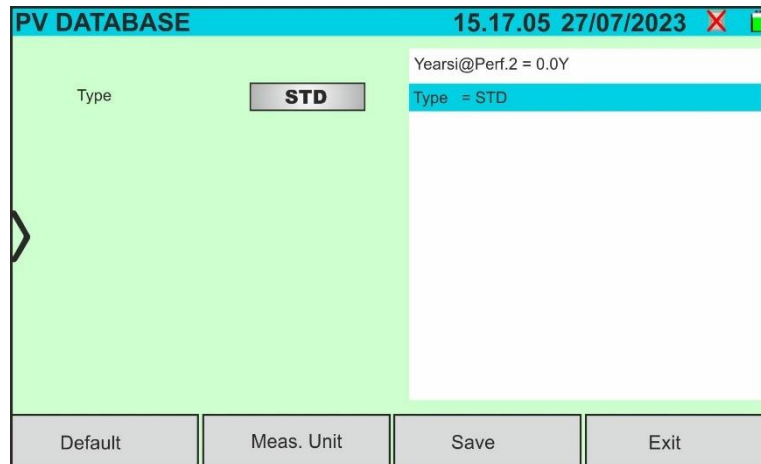 PV DATABASE 15.17.05 27/07/2023
Yearsi@Perf.2 = 0.0Y
Type STD Type = STD
Default Meas. Unit Save Exit